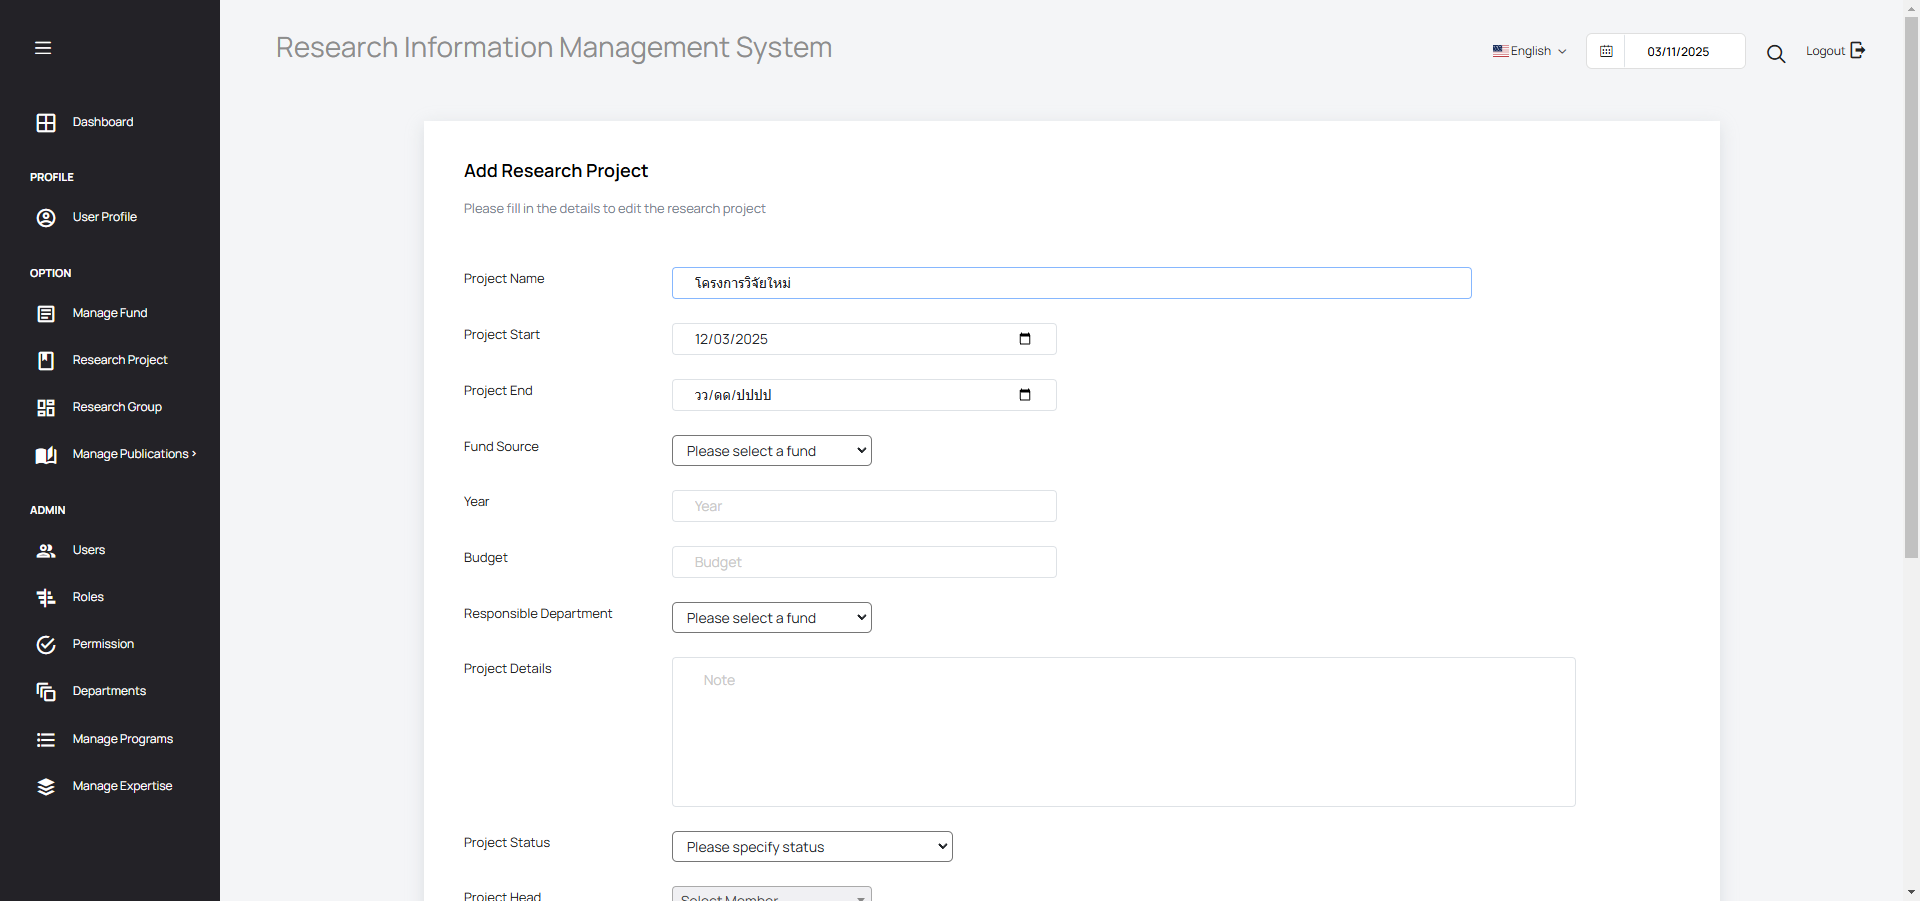 Research Information Management System
English
03/11/2025
Logout
Dashboard
PROFILE
User Profile
OPTION
Manage Fund
Research Project
Research Group
Manage Publications >
ADMIN
Users
Roles
Permission
Departments
Manage Programs
Manage Expertise
Add Research Project
Please fill in the details to edit the research project
Project Name
โครงการวิจัยใหม่
Project Start
12/03/2025
Project End
วว/ดด/ปปปป
Fund Source
Please select a fund
Year
Year
Budget
Budget
Responsible Department
Please select a fund
Project Details
Note
Project Status
Please specify status
Project Head
Select Member